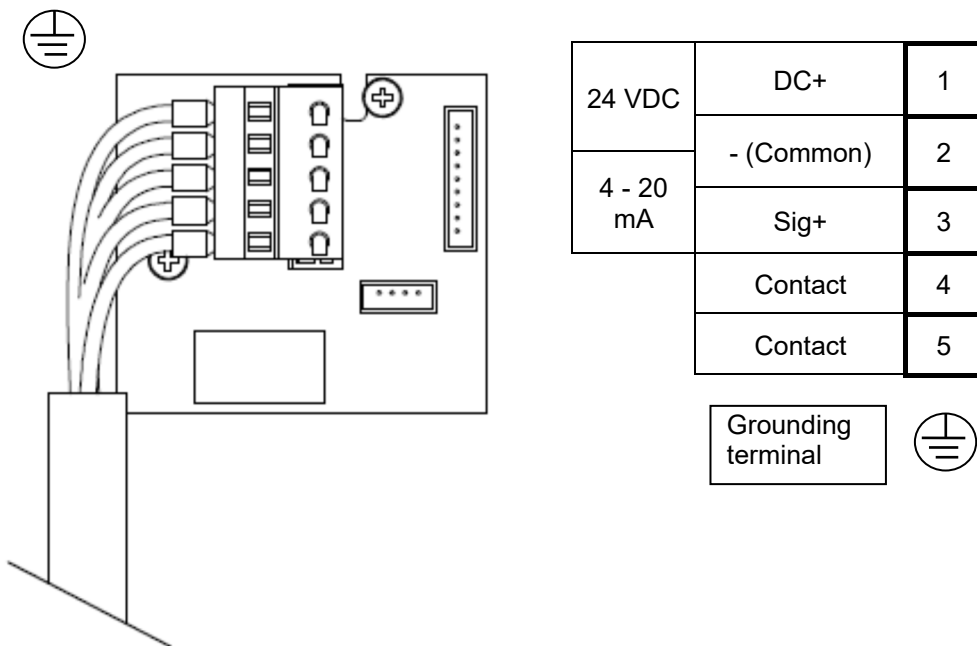 24 VDC
DC+
1
- (Common)
2
4 - 20
mA
Sig+
3
Contact
4
Contact
5
Grounding
terminal